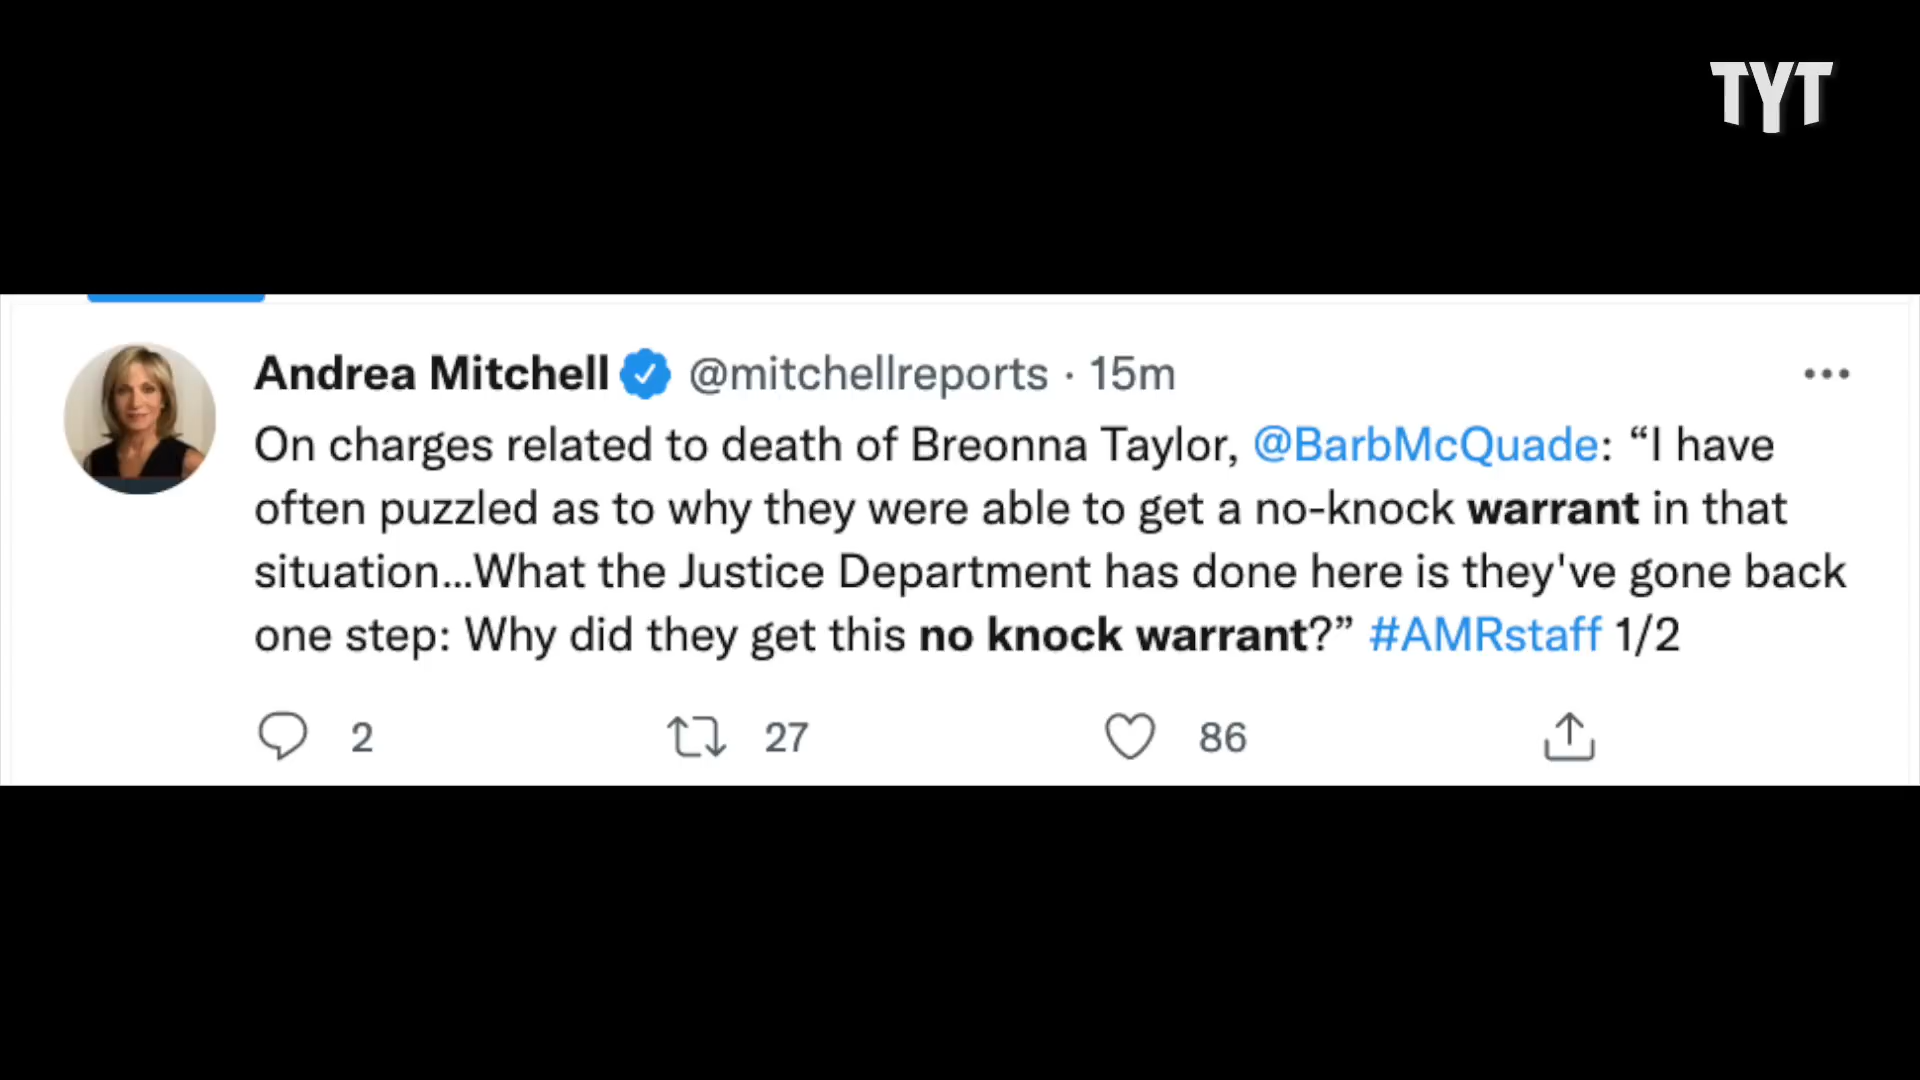 TYT
Andrea Mitchell @mitchellreports · 15m
On charges related to death of Breonna Taylor, @BarbMcQuade: “I have
often puzzled as to why they were able to get a no-knock warrant in that
situation...What the Justice Department has done here is they've gone back
one step: Why did they get this no knock warrant?” #AMRstaff 1/2
2 27 86